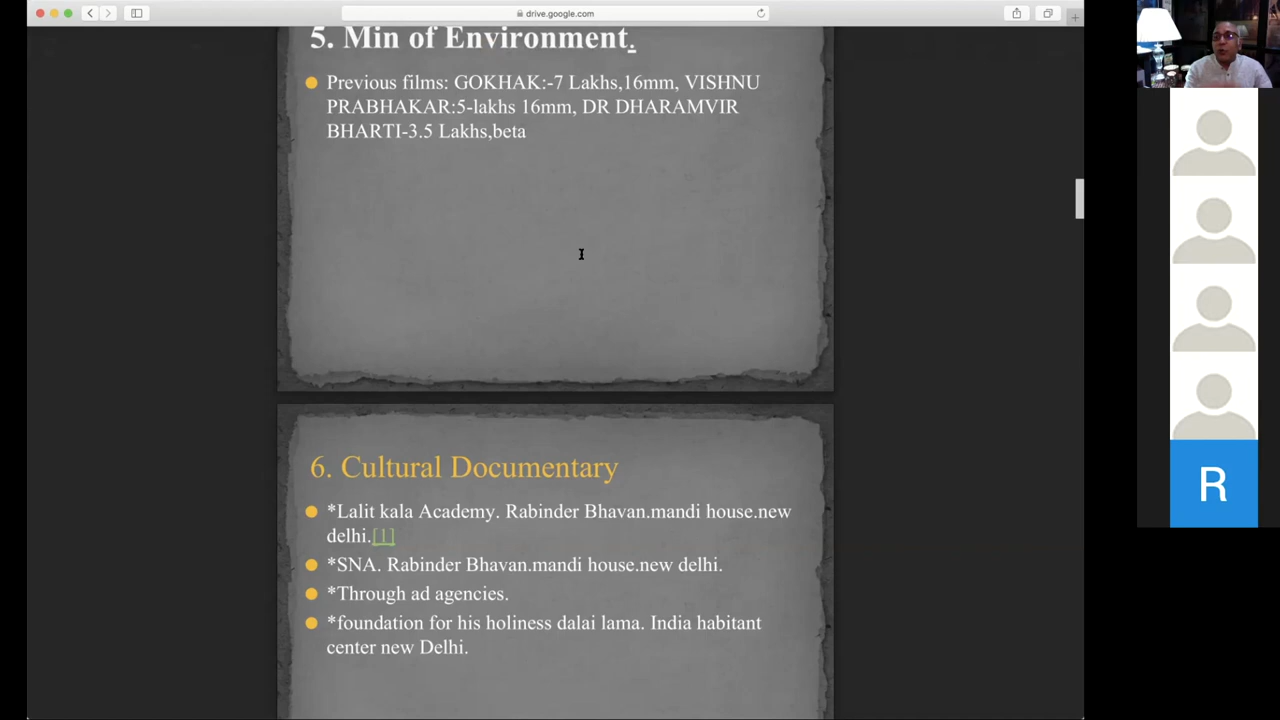 drive.google.com
5. Min of Environment.
Previous films: GOKHAK:-7 Lakhs,16mm, VISHNU
PRABHAKAR:5-lakhs 16mm, DR DHARAMVIR
BHARTI-3.5 Lakhs,beta
6. Cultural Documentary
*Lalit kala Academy. Rabinder Bhavan.mandi house.new
delhi.[1]
*SNA. Rabinder Bhavan.mandi house.new delhi.
*Through ad agencies.
*foundation for his holiness dalai lama. India habitant
center new Delhi.
R